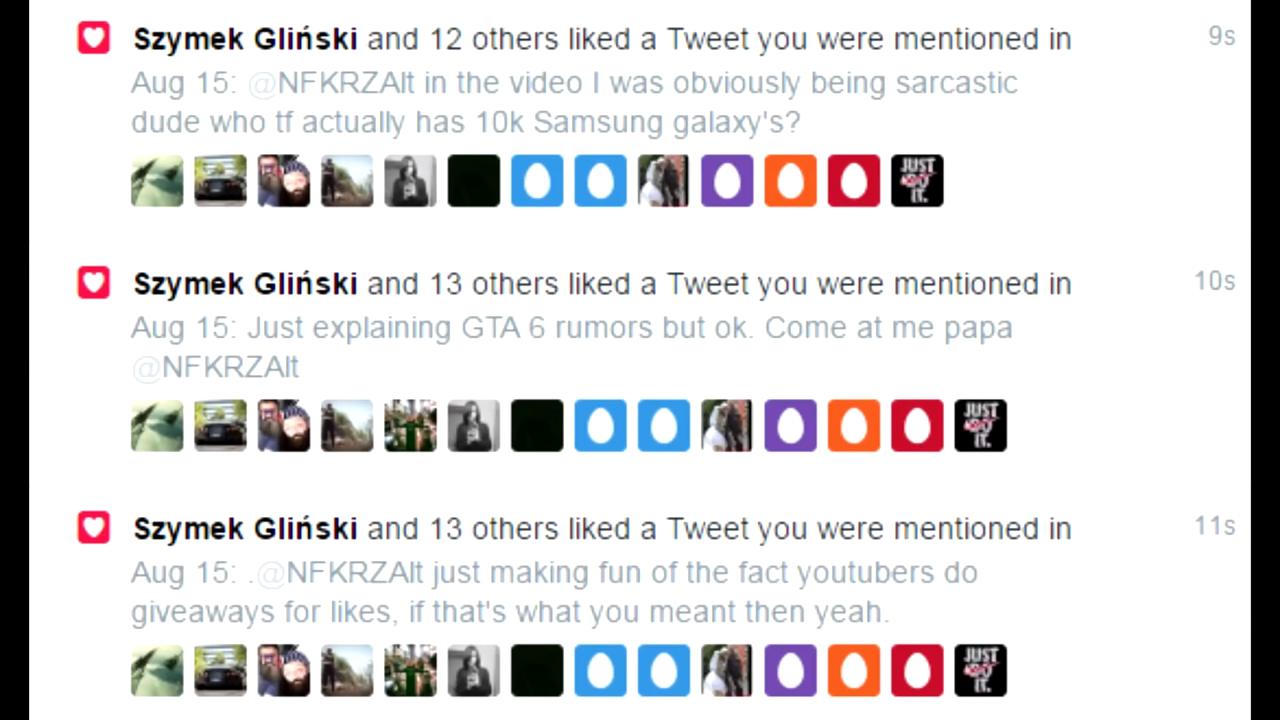 Szymek Gliński and 12 others liked a Tweet you were mentioned in 9s
Aug 15: @NFKRZAlt in the video I was obviously being sarcastic
dude who tf actually has 10k Samsung galaxy's?
JUST
IT.
Szymek Gliński and 13 others liked a Tweet you were mentioned in 10s
Aug 15: Just explaining GTA 6 rumors but ok. Come at me papa
@NFKRZAlt
JUST
IT.
Szymek Gliński and 13 others liked a Tweet you were mentioned in 11s
Aug 15: .@NFKRZAlt just making fun of the fact youtubers do
giveaways for likes, if that's what you meant then yeah.
JUST
IT.